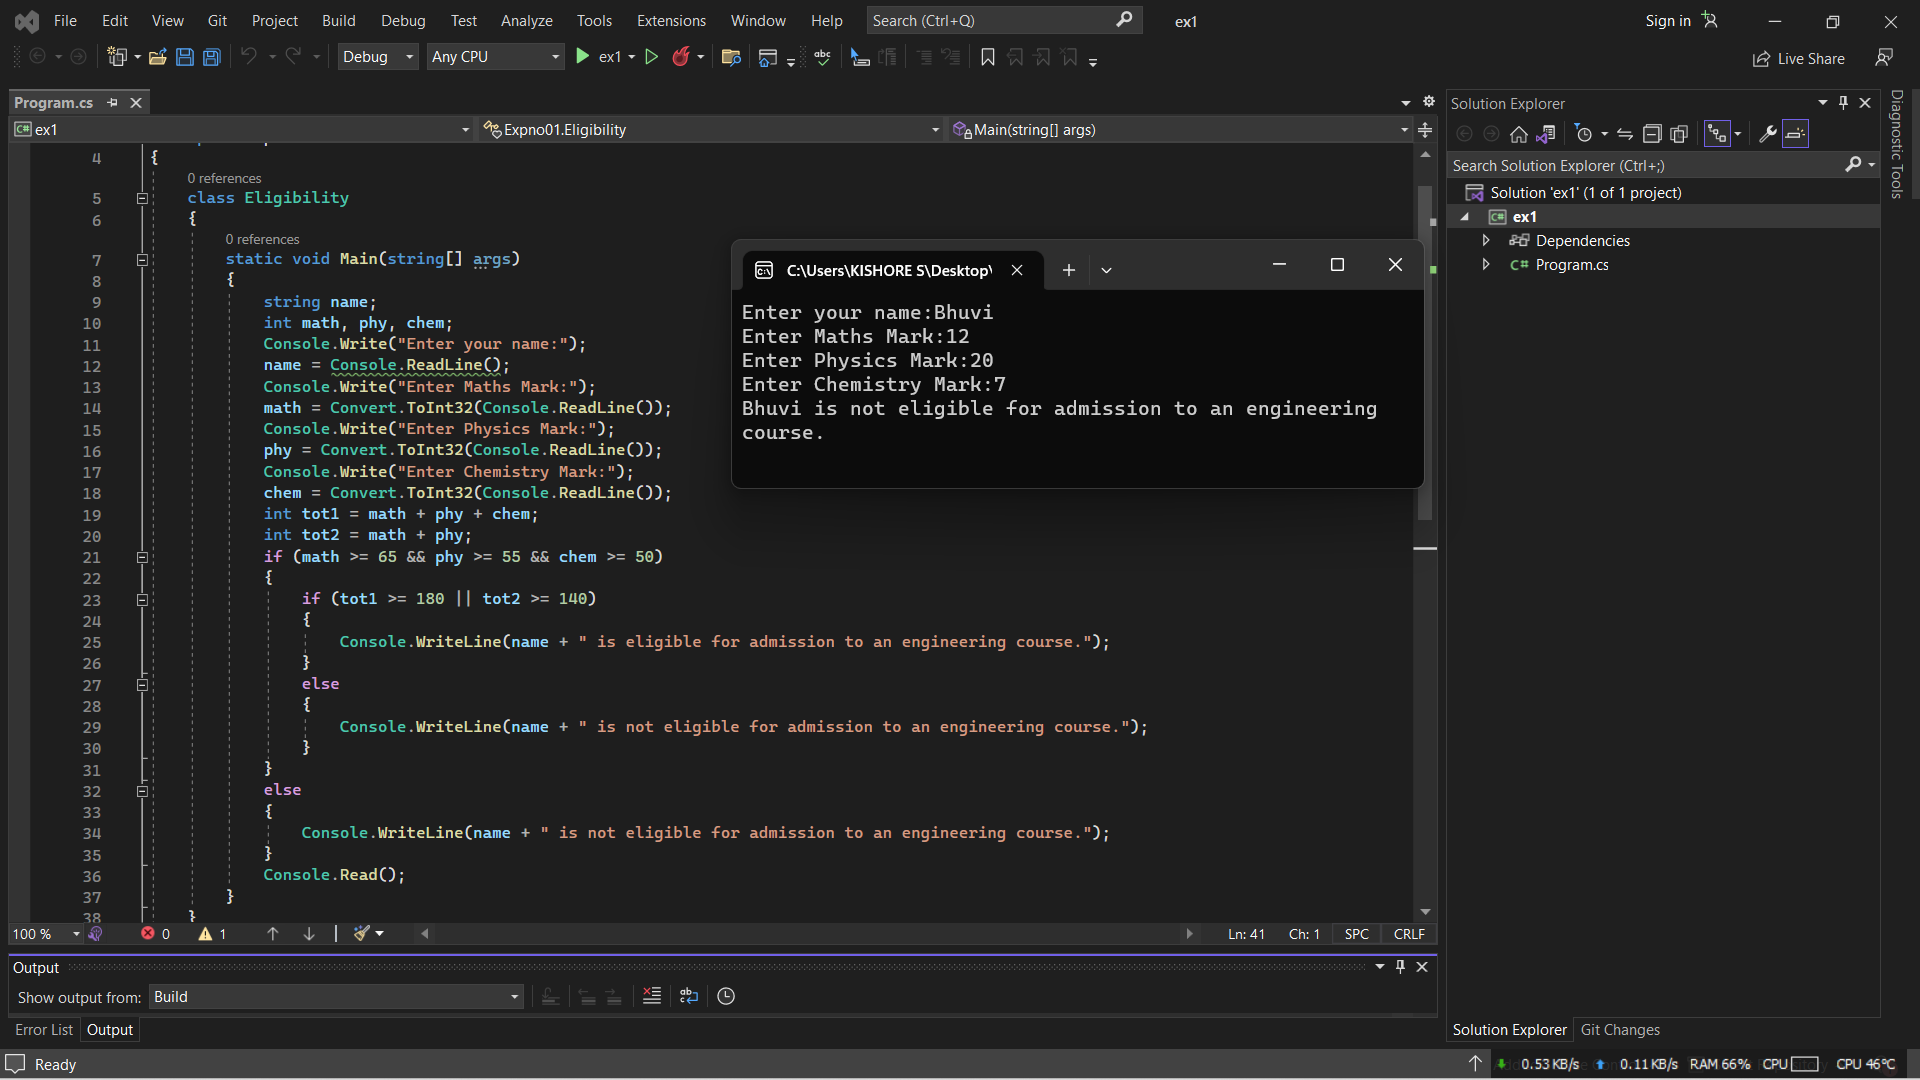 File Edit View Git Project Build Debug Test Analyze Tools Extensions Window Help Search (Ctrl+Q) ex1 Sign in
Debug Any CPU ex1 Live Share
Program.cs
ex1 Expno01.Eligibility Main(string[] args)
4 {
0 references
5 class Eligibility
6 {
0 references
7 static void Main(string[] args)
8 {
9 string name;
10 int math, phy, chem;
11 Console.Write("Enter your name:");
12 name = Console.ReadLine();
13 Console.Write("Enter Maths Mark:");
14 math = Convert.ToInt32(Console.ReadLine());
15 Console.Write("Enter Physics Mark:");
16 phy = Convert.ToInt32(Console.ReadLine());
17 Console.Write("Enter Chemistry Mark:");
18 chem = Convert.ToInt32(Console.ReadLine());
19 int tot1 = math + phy + chem;
20 int tot2 = math + phy;
21 if (math >= 65 && phy >= 55 && chem >= 50)
22 {
23 if (tot1 >= 180 || tot2 >= 140)
24 {
25 Console.WriteLine(name + " is eligible for admission to an engineering course.");
26 }
27 else
28 {
29 Console.WriteLine(name + " is not eligible for admission to an engineering course.");
30 }
31 }
32 else
33 {
34 Console.WriteLine(name + " is not eligible for admission to an engineering course.");
35 }
36 Console.Read();
37 }
38 }
C:\Users\KISHORE S\Desktop\
Enter your name:Bhuvi
Enter Maths Mark:12
Enter Physics Mark:20
Enter Chemistry Mark:7
Bhuvi is not eligible for admission to an engineering
course.
100 % 0 1 Ln: 41 Ch: 1 SPC CRLF
Output
Show output from: Build
Error List Output
Solution Explorer
Search Solution Explorer (Ctrl+;)
Solution 'ex1' (1 of 1 project)
C# ex1
Dependencies
C# Program.cs
Solution Explorer Git Changes
Diagnostic Tools
Ready 0.53 KB/s 0.11 KB/s RAM 66% CPU CPU 46°C